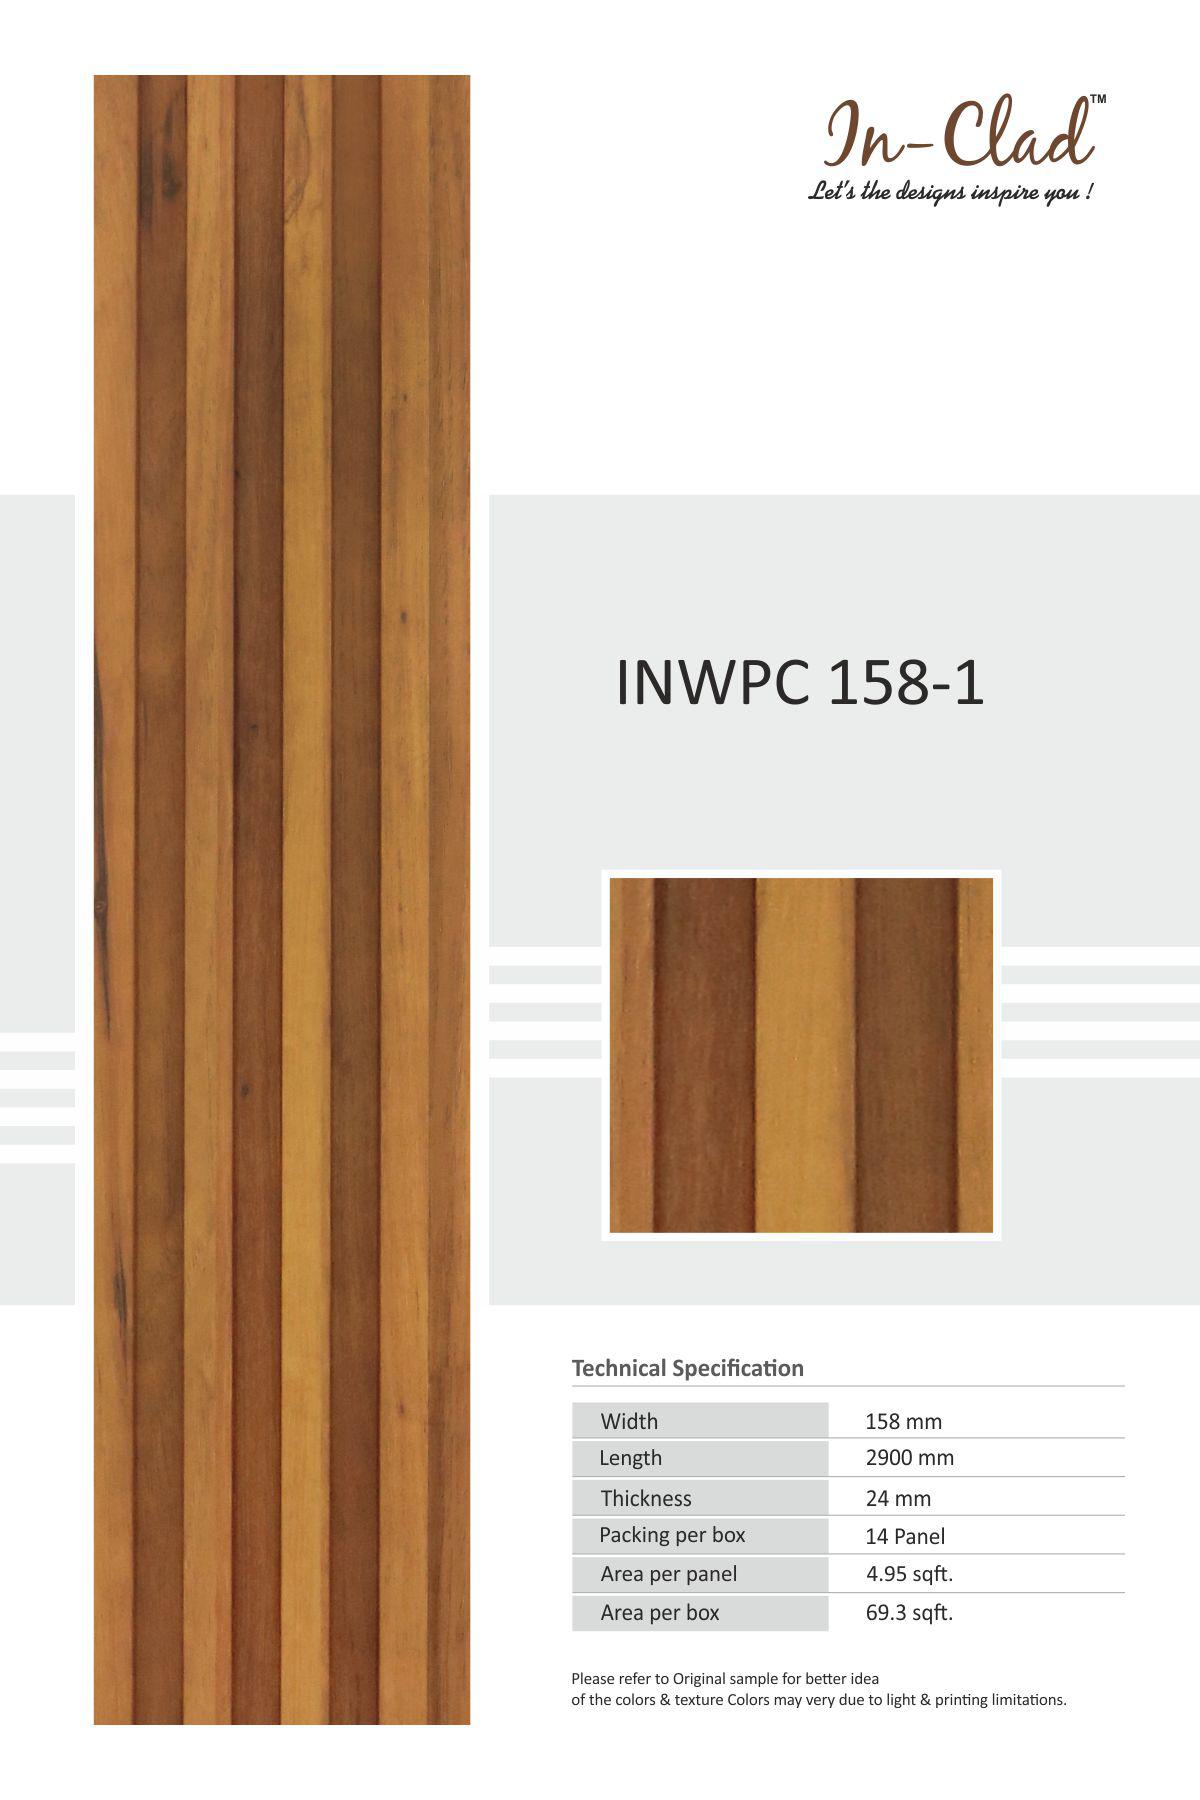 In-Clad™
Let's the designs inspire you !
INWPC 158-1
Technical Specification
Width 158 mm
Length 2900 mm
Thickness 24 mm
Packing per box 14 Panel
Area per panel 4.95 sqft.
Area per box 69.3 sqft.
Please refer to Original sample for better idea
of the colors & texture Colors may very due to light & printing limitations.